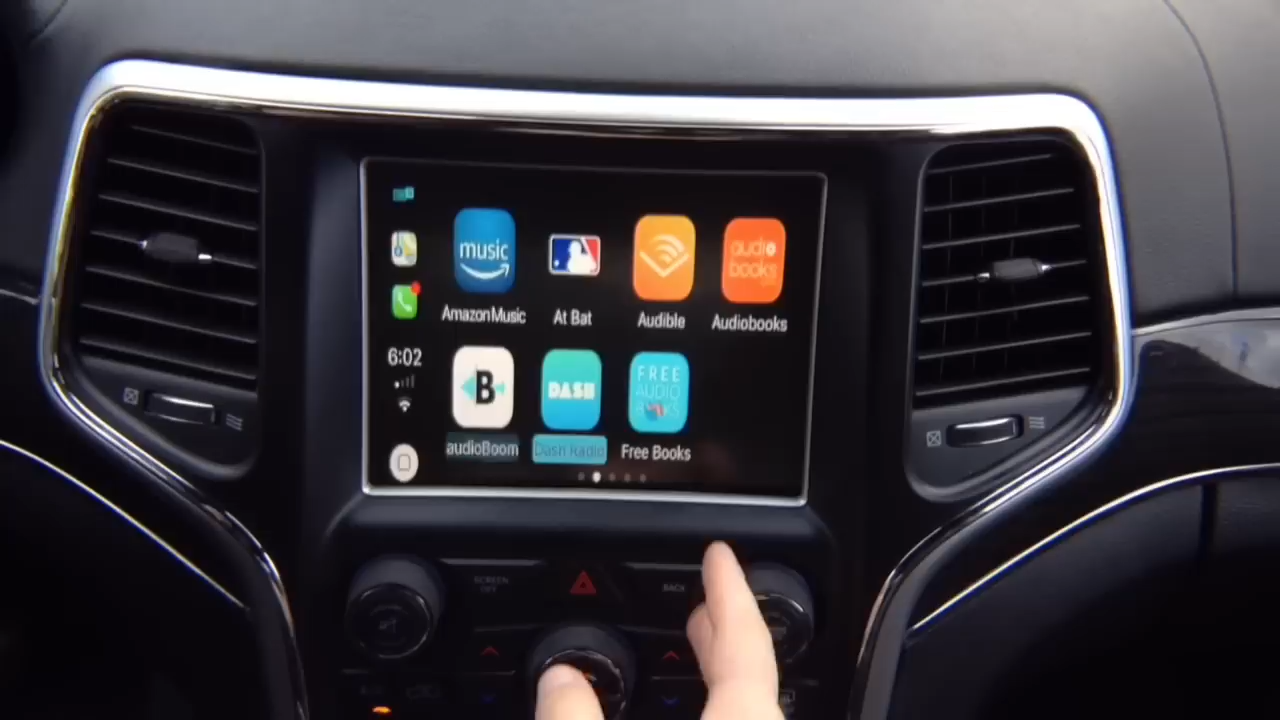 music
AmazonMusic
At Bat
Audible
audio
books
Audiobooks
6:02
B
audioBoom
DASH
Dash Radio
FREE
AUDIO
BOOKS
Free Books
SCREEN
OFF
BACK